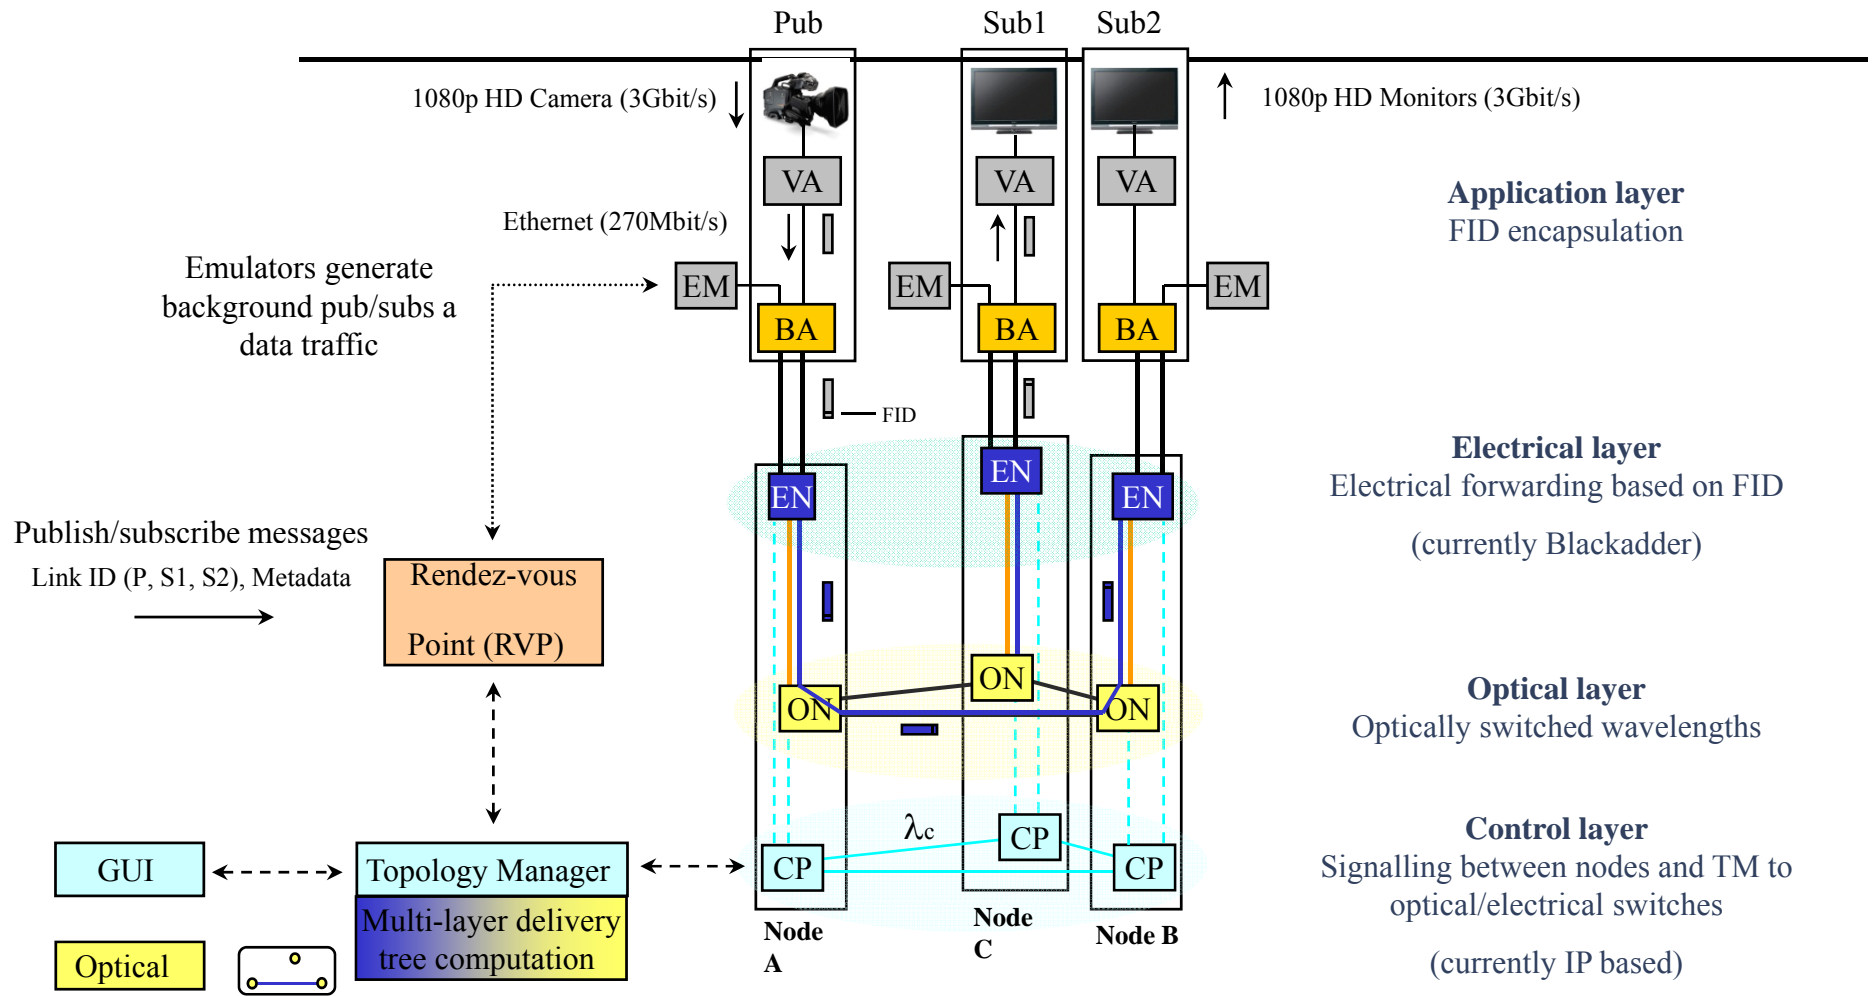 Pub
Sub1
Sub2
1080p HD Camera (3Gbit/s)
1080p HD Monitors (3Gbit/s)
VA
VA
VA
Application layer
FID encapsulation
Ethernet (270Mbit/s)
Emulators generate
background pub/subs a
data traffic
EM
EM
EM
BA
BA
BA
FID
Electrical layer
Electrical forwarding based on FID
(currently Blackadder)
EN
EN
EN
Publish/subscribe messages
Link ID (P, S1, S2), Metadata
Rendez-vous
Point (RVP)
ON
ON
ON
Optical layer
Optically switched wavelengths
λc
CP
CP
CP
Control layer
Signalling between nodes and TM to
optical/electrical switches
(currently IP based)
GUI
Topology Manager
Multi-layer delivery
tree computation
Optical
Node
A
Node
C
Node B